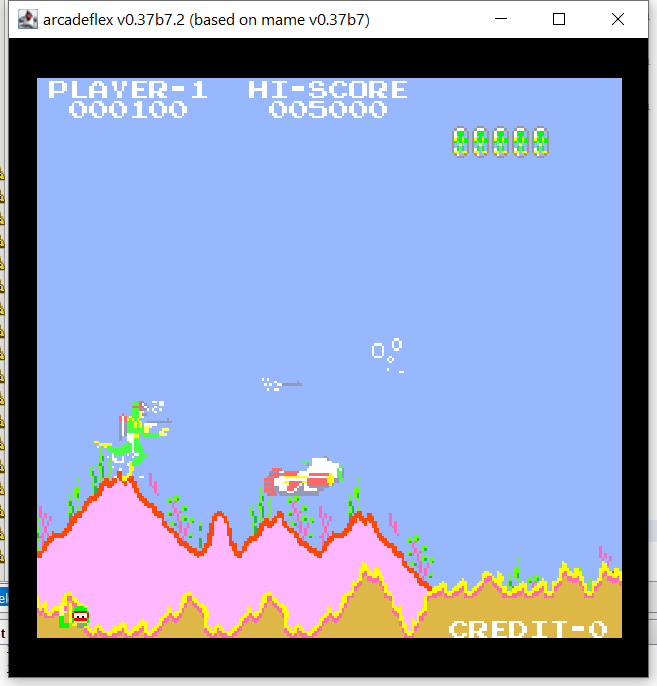 arcadeflex v0.37b7.2 (based on mame v0.37b7)
PLAYER-1 HI-SCORE
000100 005000
CREDIT-0